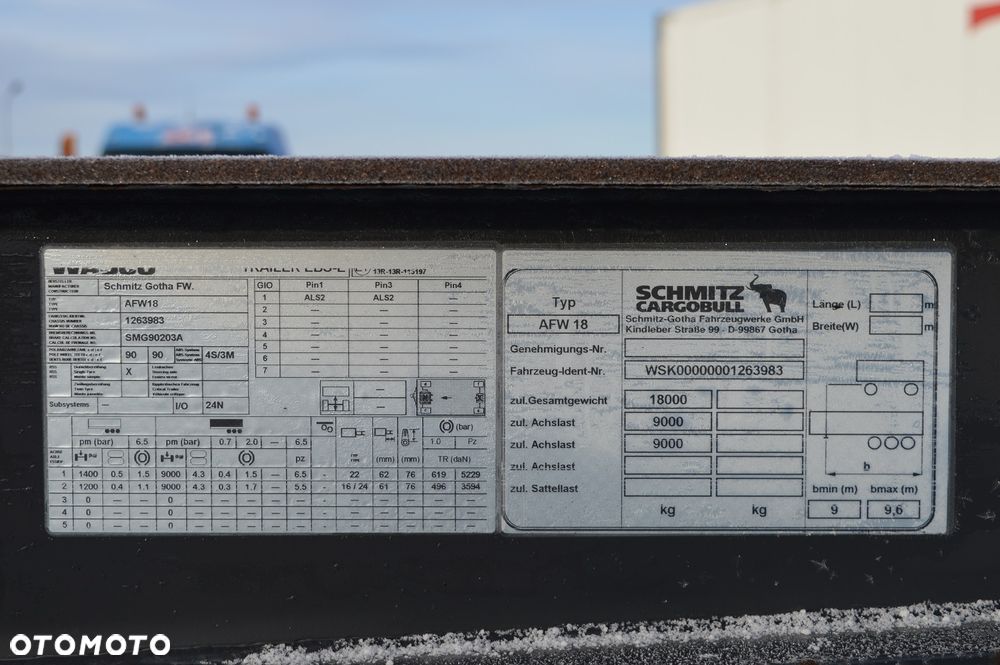 WABCO TRAILER EBS-E 13R-13R-115197
Schmitz Gotha FW.
AFW18
1263983
SMG90203A
90 90 4S/3M
X
Subsystems — I/O 24N
GIO Pin1 Pin3 Pin4
1 ALS2 ALS2 —
2 — — —
3 — — —
4 — — —
5 — — —
6 — — —
7 — — —
pm (bar) 6.5 pm (bar) 0.7 2.0 — 6.5
(bar)
1.0 Pz
pz (mm) (mm) TR (daN)
1 1400 0.5 1.5 9000 4.3 0.4 1.5 — 6.5 - 22 62 76 619 5229
2 1200 0.4 1.1 9000 4.3 0.3 1.7 — 5.5 - 16/24 61 76 496 3594
3 0 — — 0 — — — — — - — — — — —
4 0 — — 0 — — — — — - — — — — —
5 0 — — 0 — — — — — - — — — — —
Typ
AFW 18
SCHMITZ
CARGOBULL
Schmitz-Gotha Fahrzeugwerke GmbH
Kindleber Straße 99 - D-99867 Gotha
Genehmigungs-Nr.
Fahrzeug-Ident-Nr. WSK00000001263983
zul.Gesamtgewicht 18000
zul. Achslast 9000
zul. Achslast 9000
zul. Achslast
zul. Sattellast
kg kg
Länge (L) m
Breite(W) m
b
bmin (m) bmax (m)
9 9,6
OTOMOTO